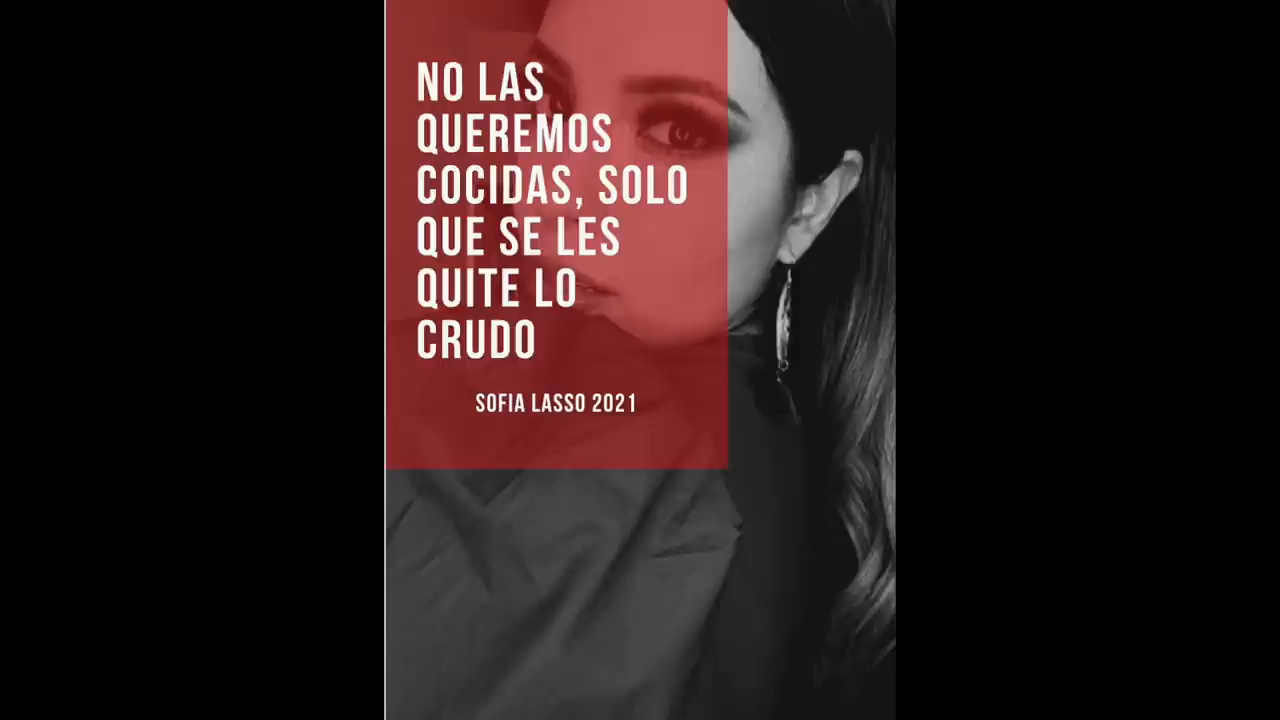 NO LAS
QUEREMOS
COCIDAS, SOLO
QUE SE LES
QUITE LO
CRUDO
SOFIA LASSO 2021